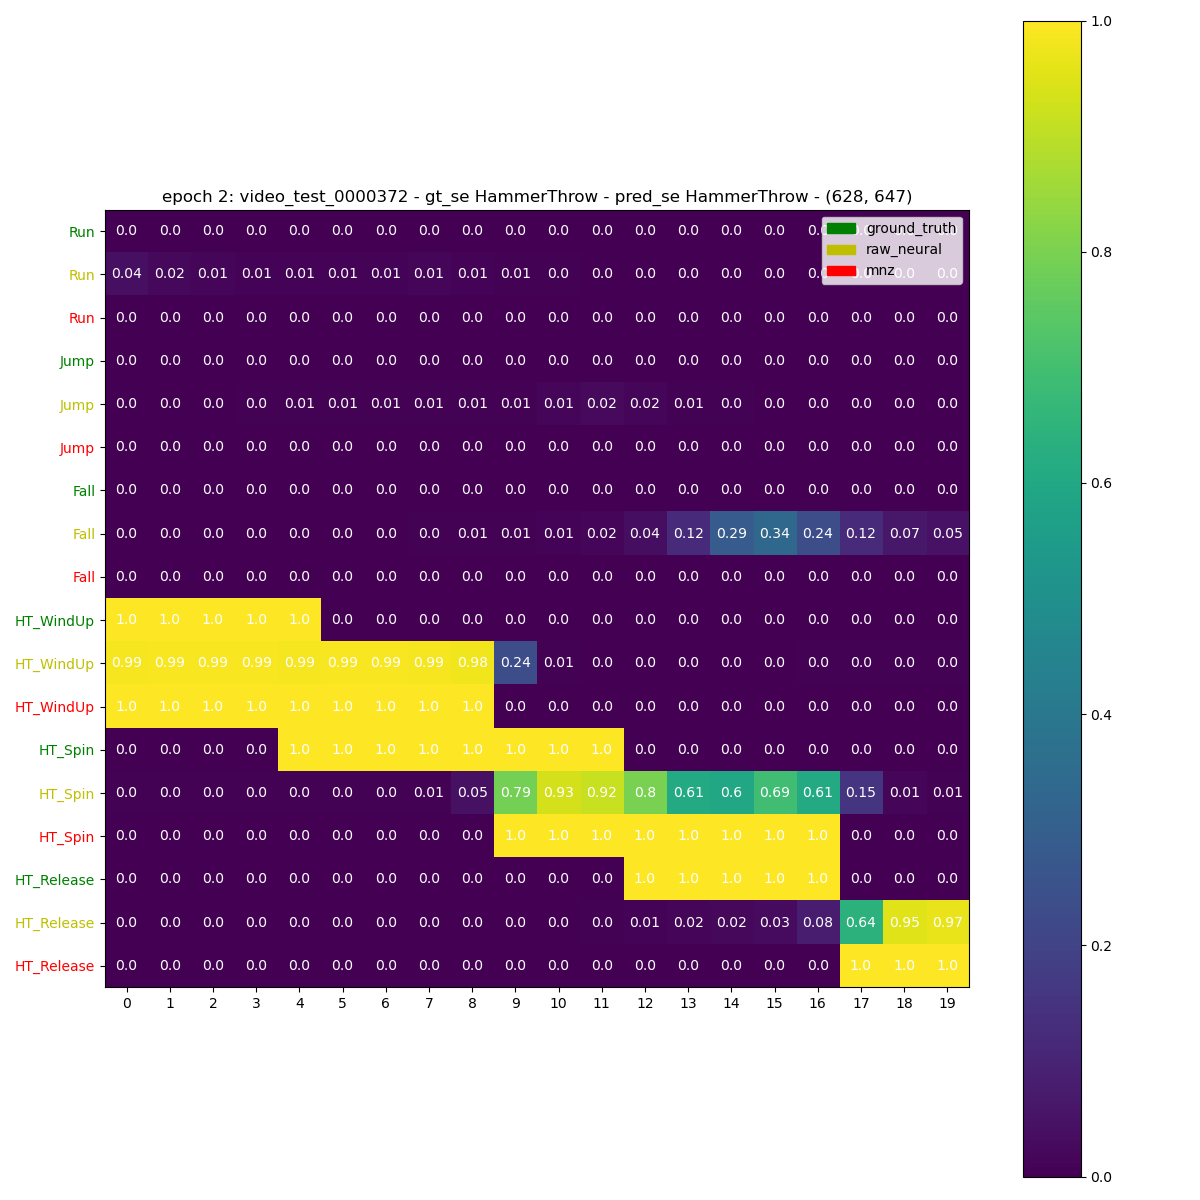 epoch 2: video_test_0000372 - gt_se HammerThrow - pred_se HammerThrow - (628, 647)
ground_truth
raw_neural
mnz
Run 0.0 0.0 0.0 0.0 0.0 0.0 0.0 0.0 0.0 0.0 0.0 0.0 0.0 0.0 0.0 0.0
Run 0.04 0.02 0.01 0.01 0.01 0.01 0.01 0.01 0.01 0.01 0.0 0.0 0.0 0.0 0.0 0.0 0.0 0.0
Run 0.0 0.0 0.0 0.0 0.0 0.0 0.0 0.0 0.0 0.0 0.0 0.0 0.0 0.0 0.0 0.0 0.0 0.0 0.0 0.0
Jump 0.0 0.0 0.0 0.0 0.0 0.0 0.0 0.0 0.0 0.0 0.0 0.0 0.0 0.0 0.0 0.0 0.0 0.0 0.0 0.0
Jump 0.0 0.0 0.0 0.0 0.01 0.01 0.01 0.01 0.01 0.01 0.01 0.02 0.02 0.01 0.0 0.0 0.0 0.0 0.0 0.0
Jump 0.0 0.0 0.0 0.0 0.0 0.0 0.0 0.0 0.0 0.0 0.0 0.0 0.0 0.0 0.0 0.0 0.0 0.0 0.0 0.0
Fall 0.0 0.0 0.0 0.0 0.0 0.0 0.0 0.0 0.0 0.0 0.0 0.0 0.0 0.0 0.0 0.0 0.0 0.0 0.0 0.0
Fall 0.0 0.0 0.0 0.0 0.0 0.0 0.0 0.0 0.01 0.01 0.01 0.02 0.04 0.12 0.29 0.34 0.24 0.12 0.07 0.05
Fall 0.0 0.0 0.0 0.0 0.0 0.0 0.0 0.0 0.0 0.0 0.0 0.0 0.0 0.0 0.0 0.0 0.0 0.0 0.0 0.0
HT_WindUp 1.0 1.0 1.0 1.0 1.0 0.0 0.0 0.0 0.0 0.0 0.0 0.0 0.0 0.0 0.0 0.0 0.0 0.0 0.0 0.0
HT_WindUp 0.99 0.99 0.99 0.99 0.99 0.99 0.99 0.99 0.98 0.24 0.01 0.0 0.0 0.0 0.0 0.0 0.0 0.0 0.0 0.0
HT_WindUp 1.0 1.0 1.0 1.0 1.0 1.0 1.0 1.0 1.0 0.0 0.0 0.0 0.0 0.0 0.0 0.0 0.0 0.0 0.0 0.0
HT_Spin 0.0 0.0 0.0 0.0 1.0 1.0 1.0 1.0 1.0 1.0 1.0 1.0 0.0 0.0 0.0 0.0 0.0 0.0 0.0 0.0
HT_Spin 0.0 0.0 0.0 0.0 0.0 0.0 0.0 0.01 0.05 0.79 0.93 0.92 0.8 0.61 0.6 0.69 0.61 0.15 0.01 0.01
HT_Spin 0.0 0.0 0.0 0.0 0.0 0.0 0.0 0.0 0.0 1.0 1.0 1.0 1.0 1.0 1.0 1.0 1.0 0.0 0.0 0.0
HT_Release 0.0 0.0 0.0 0.0 0.0 0.0 0.0 0.0 0.0 0.0 0.0 0.0 1.0 1.0 1.0 1.0 1.0 0.0 0.0 0.0
HT_Release 0.0 0.0 0.0 0.0 0.0 0.0 0.0 0.0 0.0 0.0 0.0 0.0 0.01 0.02 0.02 0.03 0.08 0.64 0.95 0.97
HT_Release 0.0 0.0 0.0 0.0 0.0 0.0 0.0 0.0 0.0 0.0 0.0 0.0 0.0 0.0 0.0 0.0 0.0 1.0 1.0 1.0
0 1 2 3 4 5 6 7 8 9 10 11 12 13 14 15 16 17 18 19
1.0
0.8
0.6
0.4
0.2
0.0